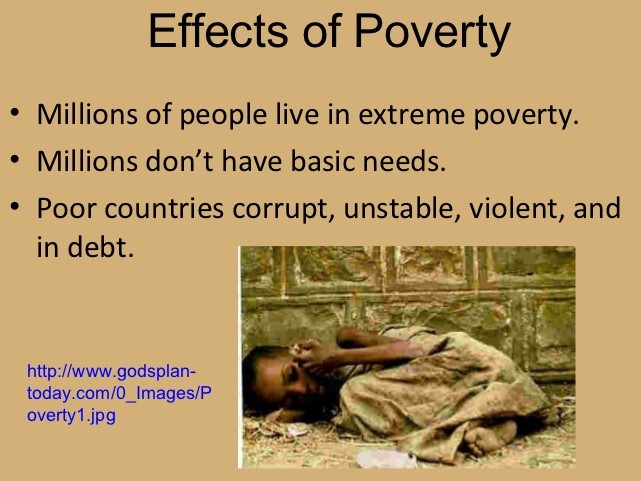 Effects of Poverty
• Millions of people live in extreme poverty.
• Millions don’t have basic needs.
• Poor countries corrupt, unstable, violent, and
in debt.
http://www.godsplan-
today.com/0_Images/P
overty1.jpg